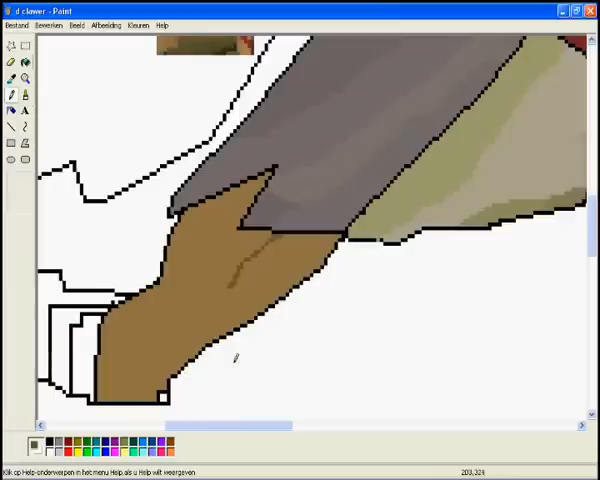 d clawer - Paint
Bestand Bewerken Beeld Afbeelding Kleuren Help
A
Klik op Help-onderwerpen in het menu Help als u Help wilt weergeven 203,324